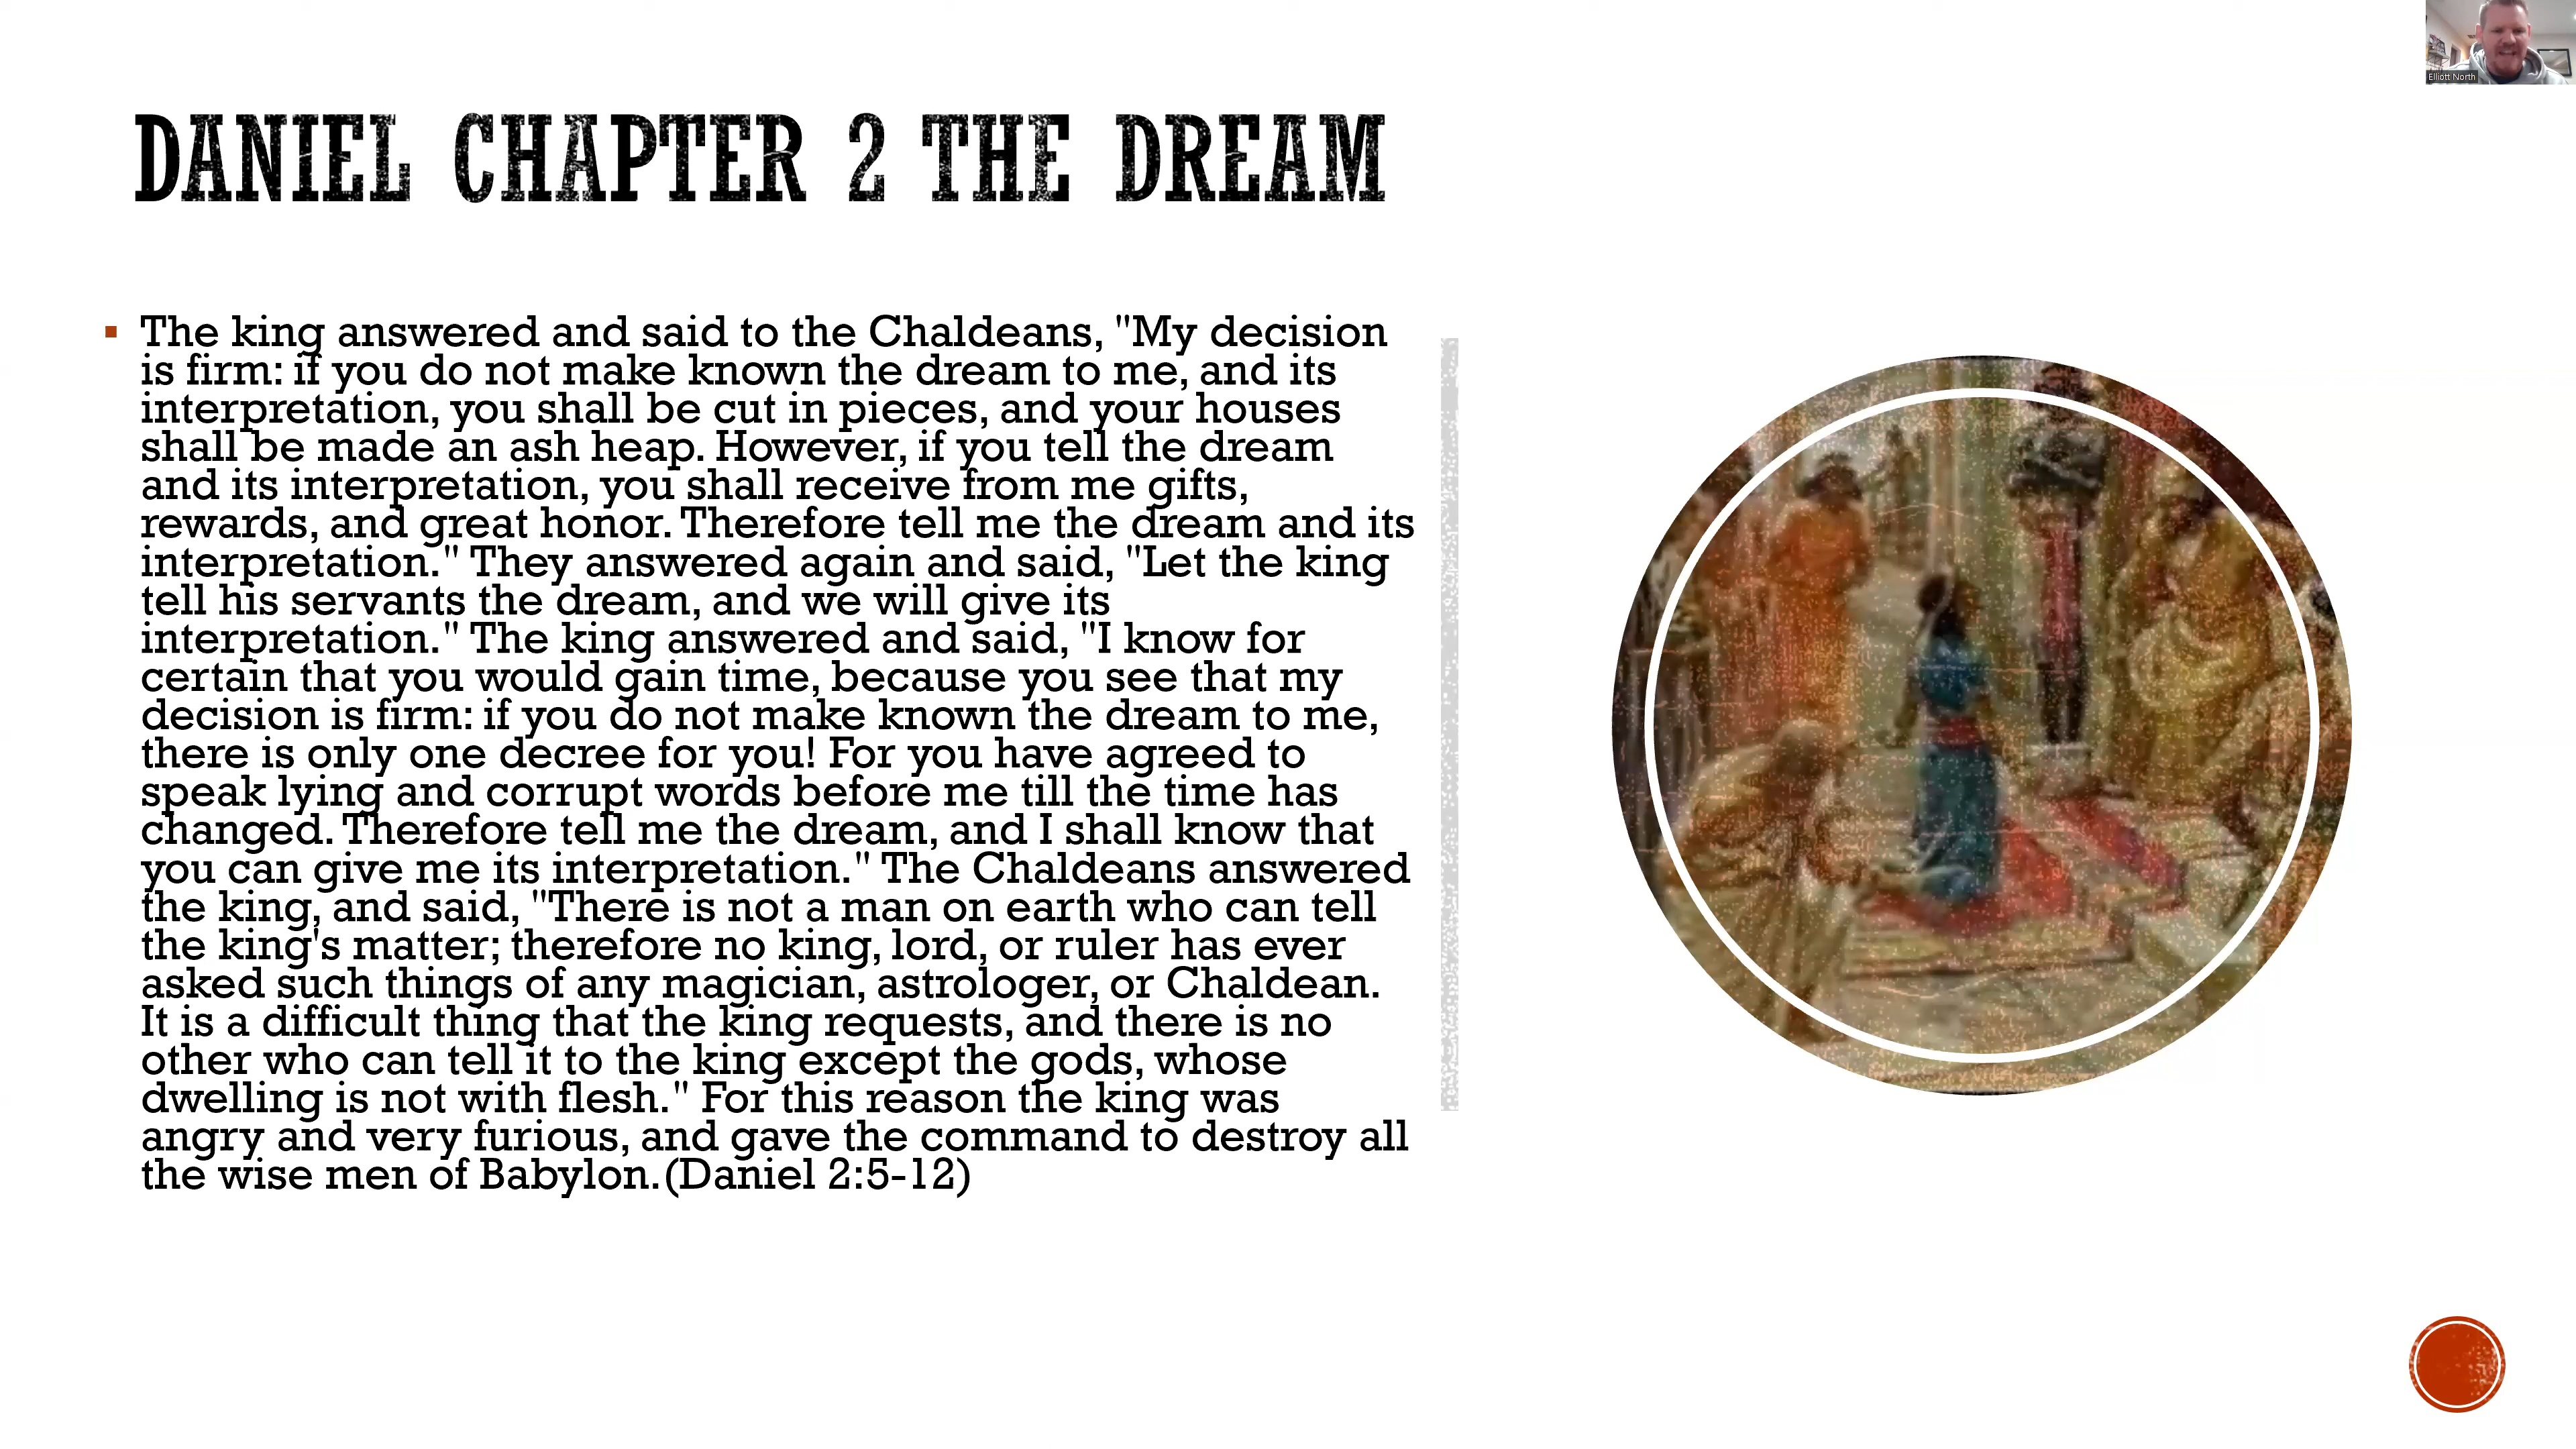 Elliott North
DANIEL CHAPTER 2 THE DREAM
The king answered and said to the Chaldeans, "My decision
is firm: if you do not make known the dream to me, and its
interpretation, you shall be cut in pieces, and your houses
shall be made an ash heap. However, if you tell the dream
and its interpretation, you shall receive from me gifts,
rewards, and great honor. Therefore tell me the dream and its
interpretation." They answered again and said, "Let the king
tell his servants the dream, and we will give its
interpretation." The king answered and said, "I know for
certain that you would gain time, because you see that my
decision is firm: if you do not make known the dream to me,
there is only one decree for you! For you have agreed to
speak lying and corrupt words before me till the time has
changed. Therefore tell me the dream, and I shall know that
you can give me its interpretation." The Chaldeans answered
the king, and said, "There is not a man on earth who can tell
the king's matter; therefore no king, lord, or ruler has ever
asked such things of any magician, astrologer, or Chaldean.
It is a difficult thing that the king requests, and there is no
other who can tell it to the king except the gods, whose
dwelling is not with flesh." For this reason the king was
angry and very furious, and gave the command to destroy all
the wise men of Babylon.(Daniel 2:5-12)